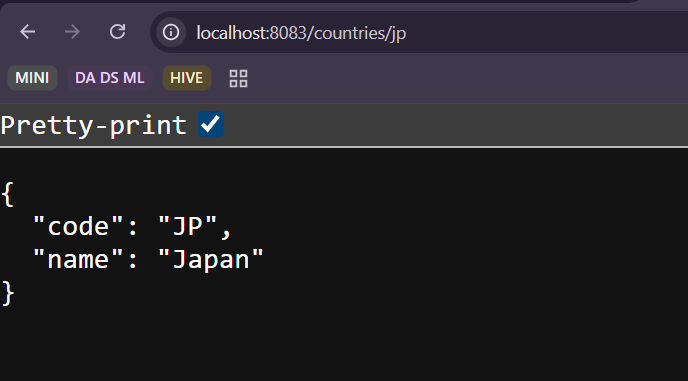 localhost:8083/countries/jp
MINI DA DS ML HIVE
Pretty-print
{
  "code": "JP",
  "name": "Japan"
}